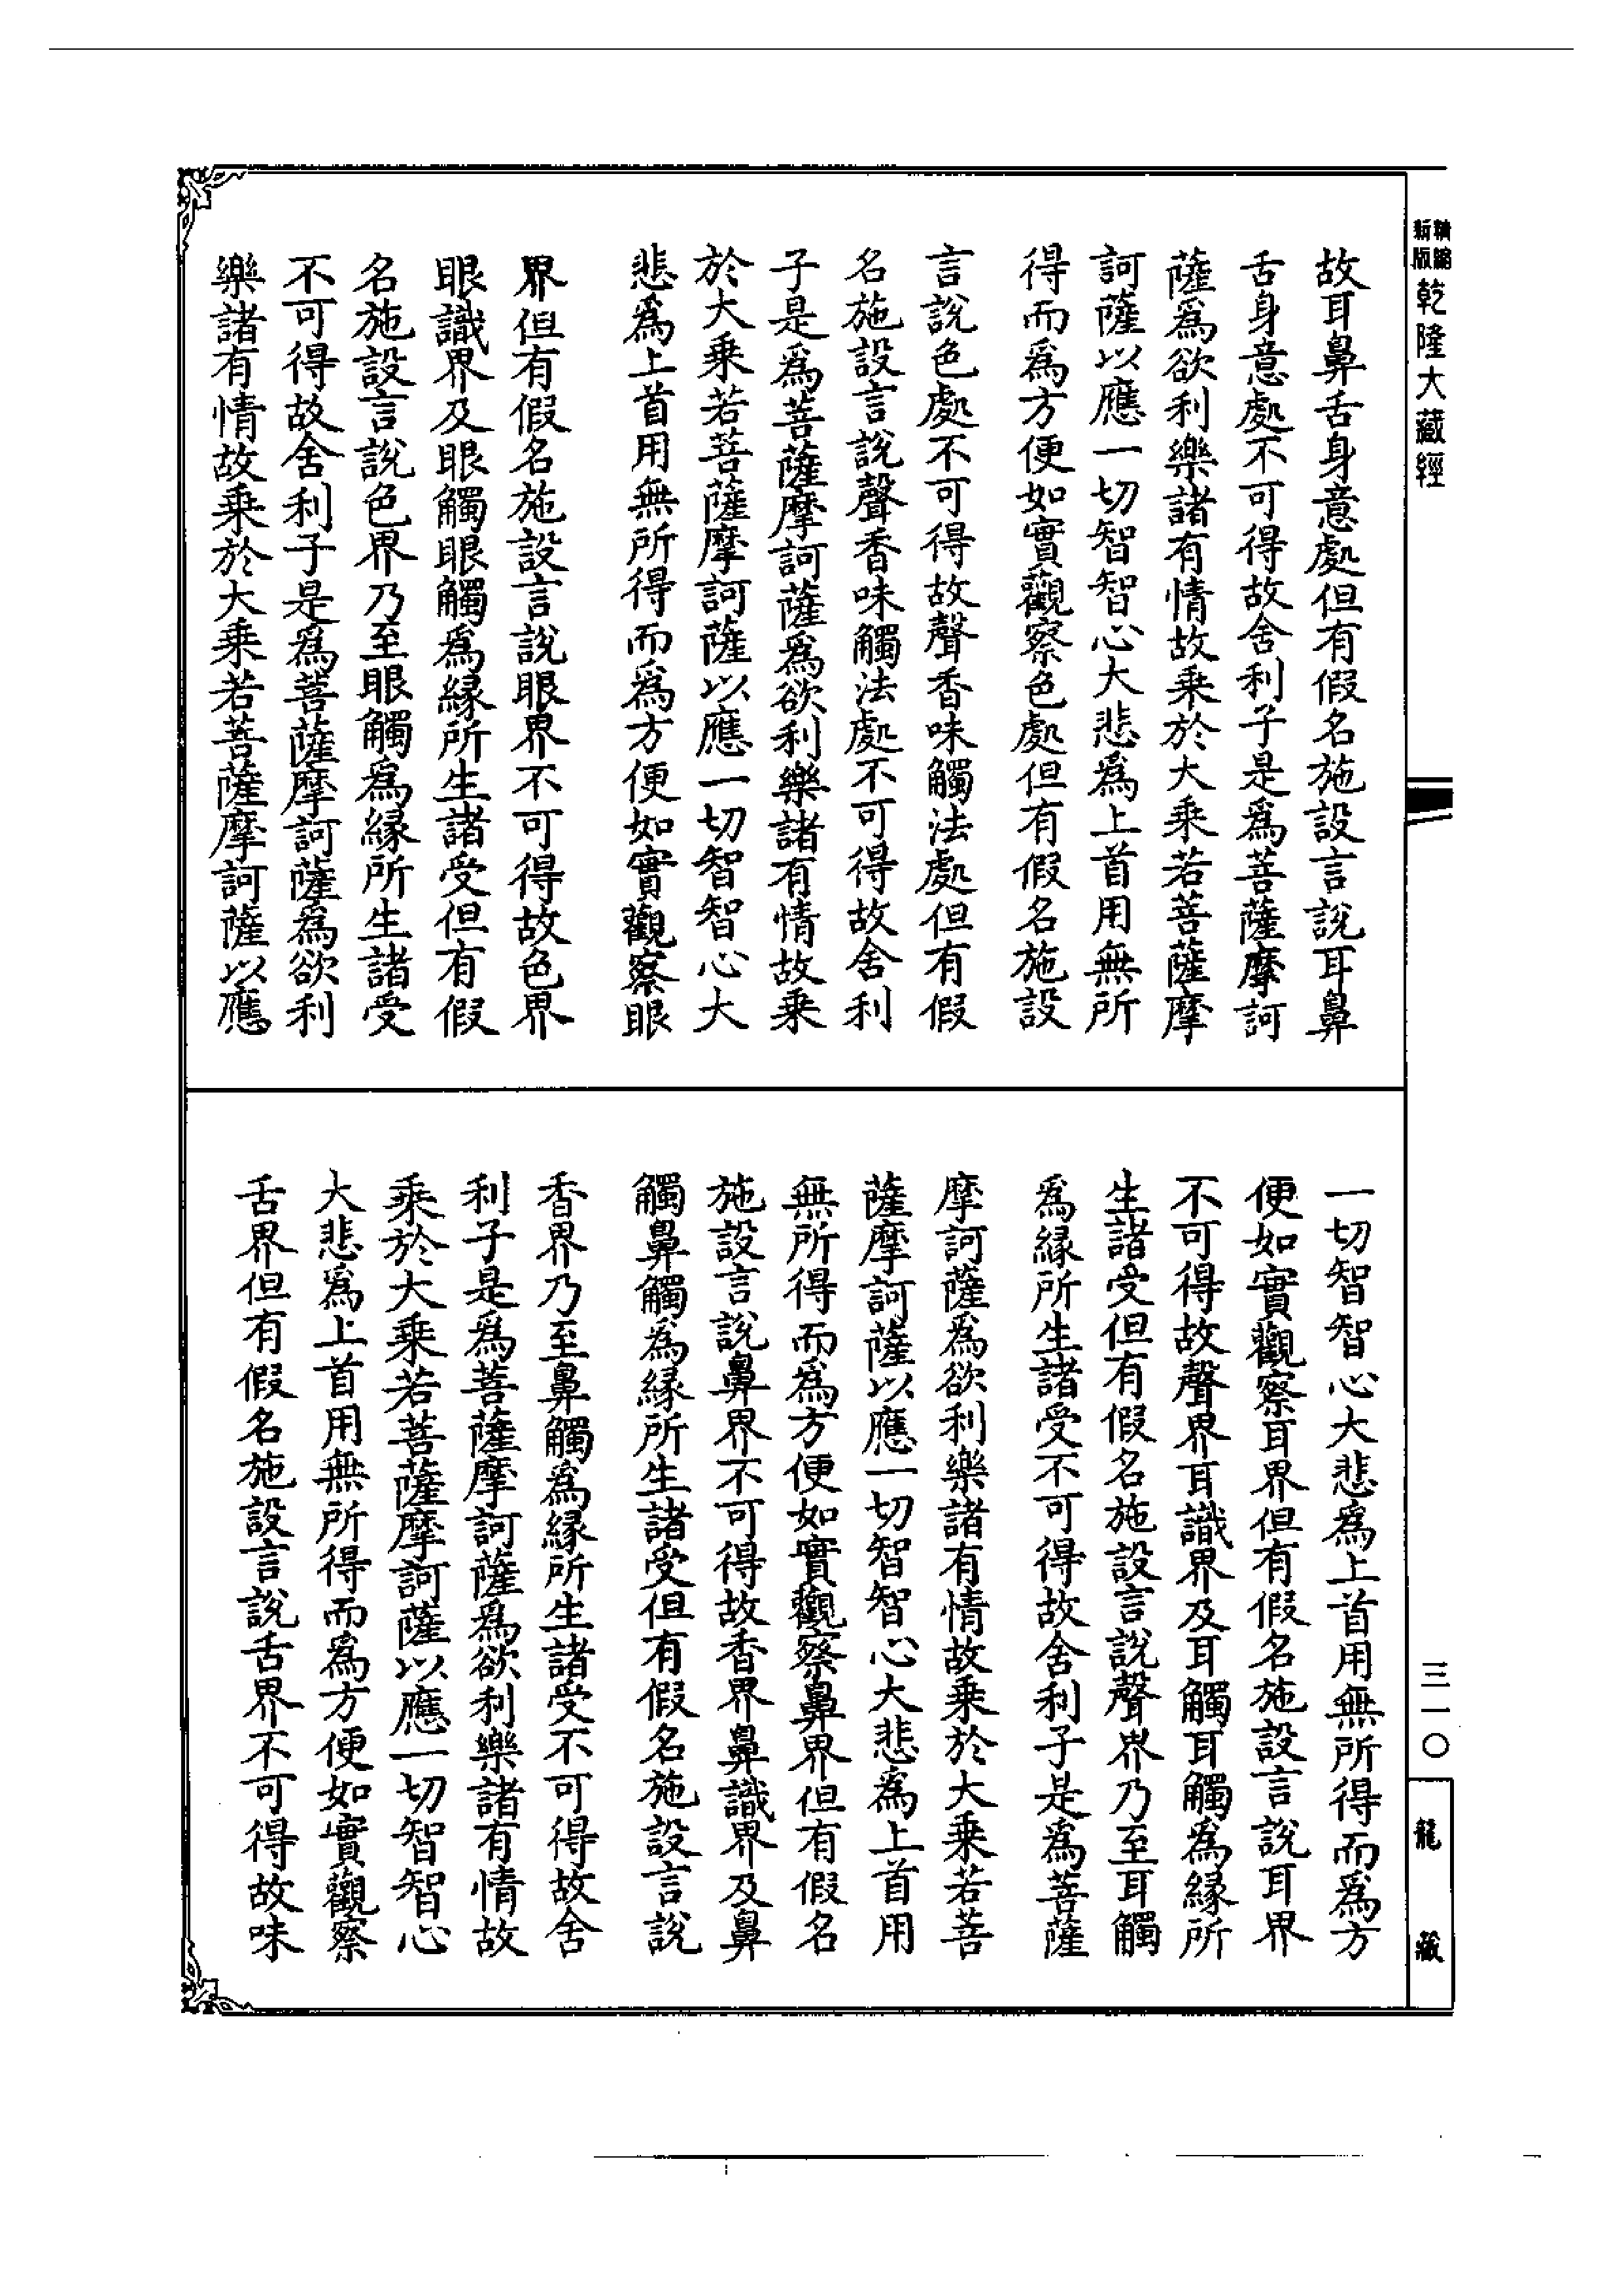 新編縮版乾隆大藏經
故耳鼻舌身意處但有假名施設言說耳鼻
舌身意處不可得故舍利子是爲菩薩摩訶
薩爲欲利樂諸有情故乗於大乗若菩薩摩
訶薩以應一切智智心大悲爲上首用無所
得而爲方便如實觀察色處但有假名施設
言說色處不可得故聲香味觸法處但有假
名施設言說聲香味觸法處不可得故舍利
子是爲菩薩摩訶薩爲欲利樂諸有情故乗
於大乗若菩薩摩訶薩以應一切智智心大
悲爲上首用無所得而爲方便如實觀察眼
界但有假名施設言說眼界不可得故色界
眼識界及眼觸眼觸爲緣所生諸受但有假
名施設言說色界乃至眼觸爲緣所生諸受
不可得故舍利子是爲菩薩摩訶薩爲欲利
樂諸有情故乗於大乗若菩薩摩訶薩以應
一切智智心大悲爲上首用無所得而爲方
便如實觀察耳界但有假名施設言說耳界
不可得故聲界耳識界及耳觸耳觸爲緣所
生諸受但有假名施設言說聲界乃至耳觸
爲緣所生諸受不可得故舍利子是爲菩薩
摩訶薩爲欲利樂諸有情故乗於大乗若菩
薩摩訶薩以應一切智智心大悲爲上首用
無所得而爲方便如實觀察鼻界但有假名
施設言說鼻界不可得故香界鼻識界及鼻
觸鼻觸爲緣所生諸受但有假名施設言說
香界乃至鼻觸爲緣所生諸受不可得故舍
利子是爲菩薩摩訶薩爲欲利樂諸有情故
乗於大乗若菩薩摩訶薩以應一切智智心
大悲爲上首用無所得而爲方便如實觀察
舌界但有假名施設言說舌界不可得故味
三一〇
龍藏